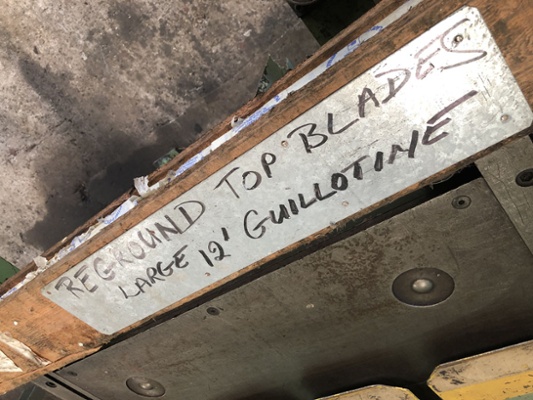 REGROUND TOP BLADES
LARGE 12' GUILLOTINE